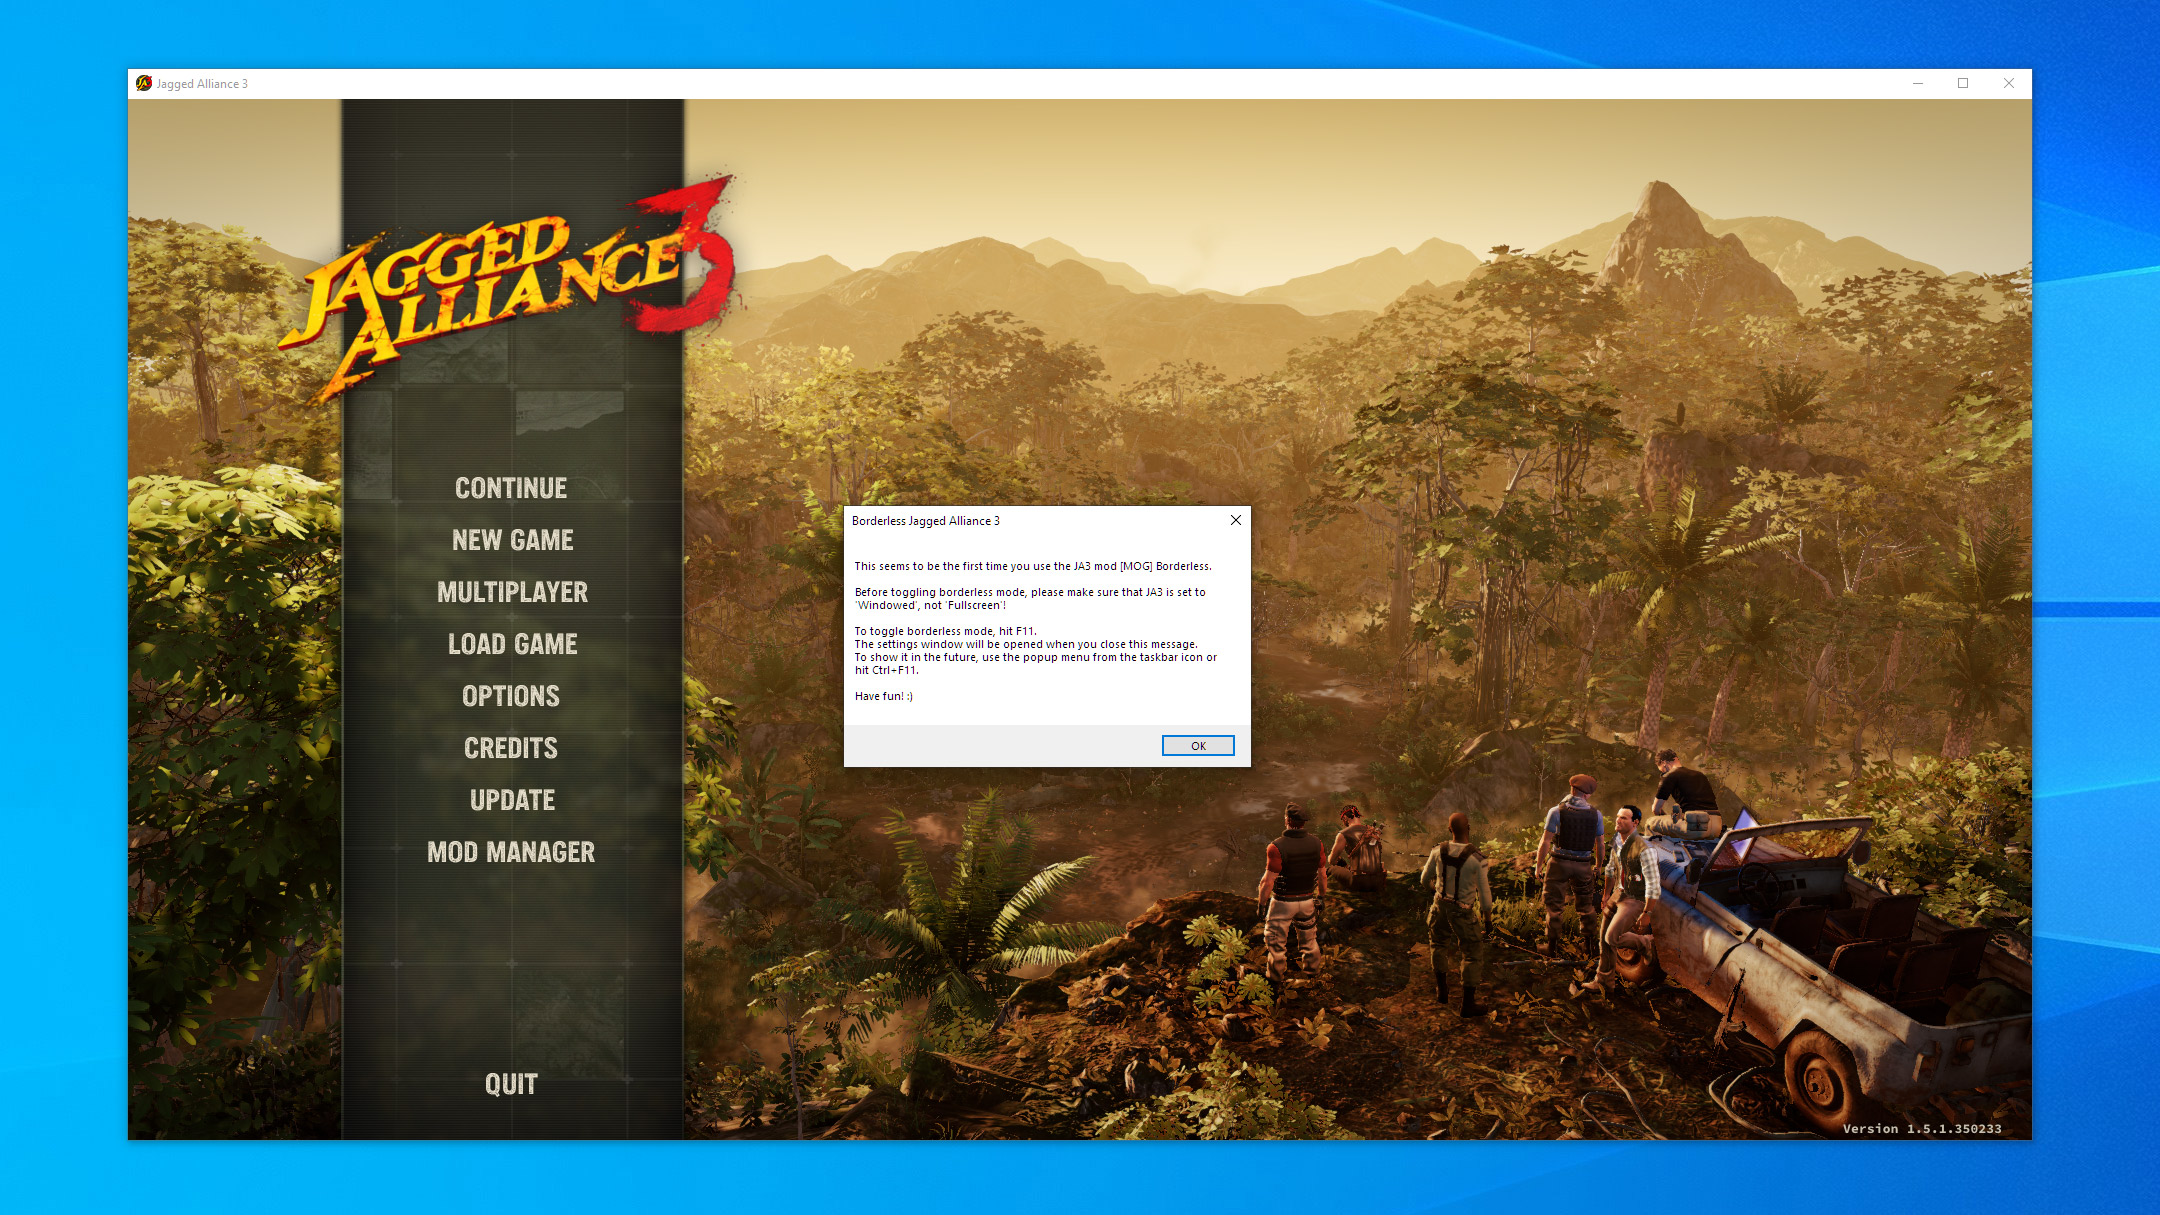 Jagged Alliance 3
JAGGED
ALLIANCE 3
CONTINUE
NEW GAME
MULTIPLAYER
LOAD GAME
OPTIONS
CREDITS
UPDATE
MOD MANAGER
QUIT
Borderless Jagged Alliance 3
This seems to be the first time you use the JA3 mod [MOG] Borderless.
Before toggling borderless mode, please make sure that JA3 is set to
'Windowed', not 'Fullscreen'!
To toggle borderless mode, hit F11.
The settings window will be opened when you close this message.
To show it in the future, use the popup menu from the taskbar icon or
hit Ctrl+F11.
Have fun! :)
OK
Version 1.5.1.350233